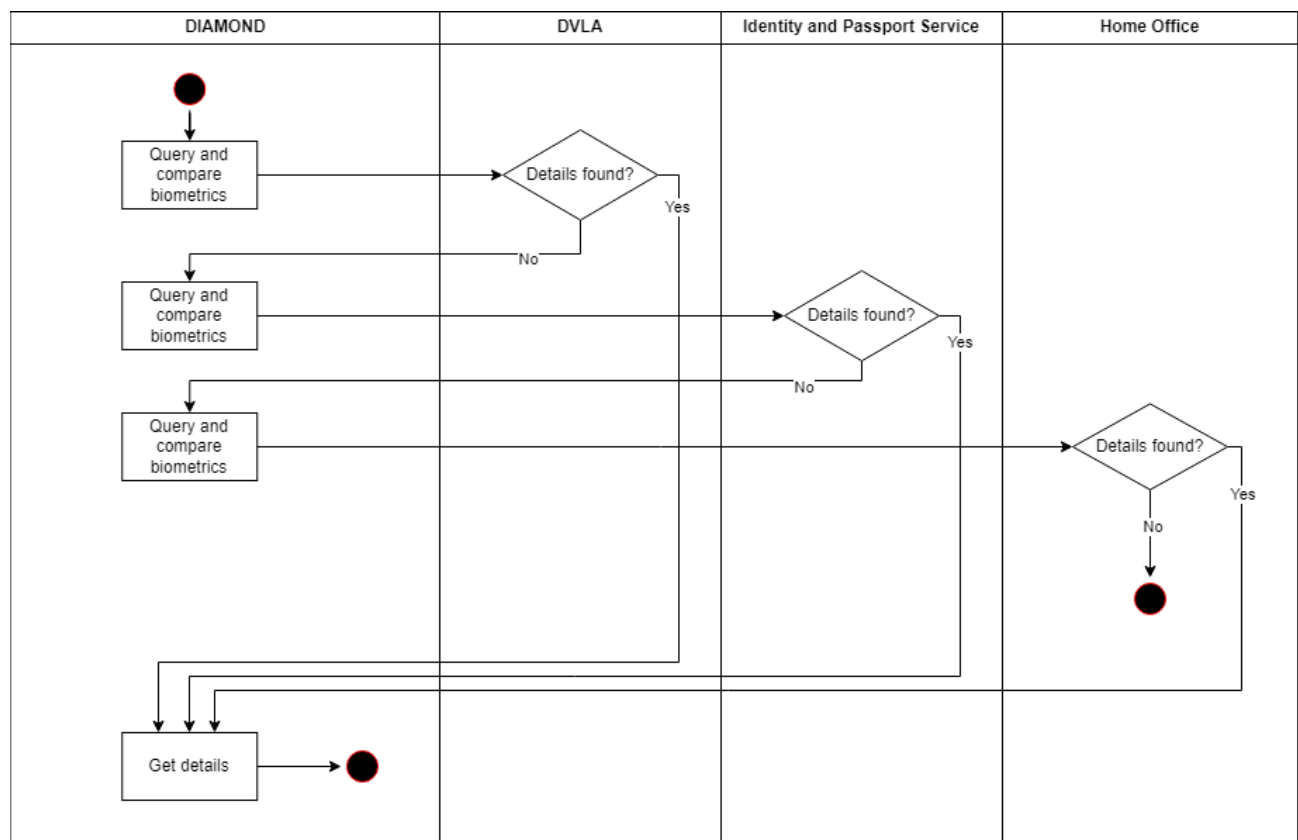 DIAMOND
DVLA
Identity and Passport Service
Home Office
Query and
compare
biometrics
Details found?
Yes
No
Query and
compare
biometrics
Details found?
Yes
No
Query and
compare
biometrics
Details found?
Yes
No
Get details